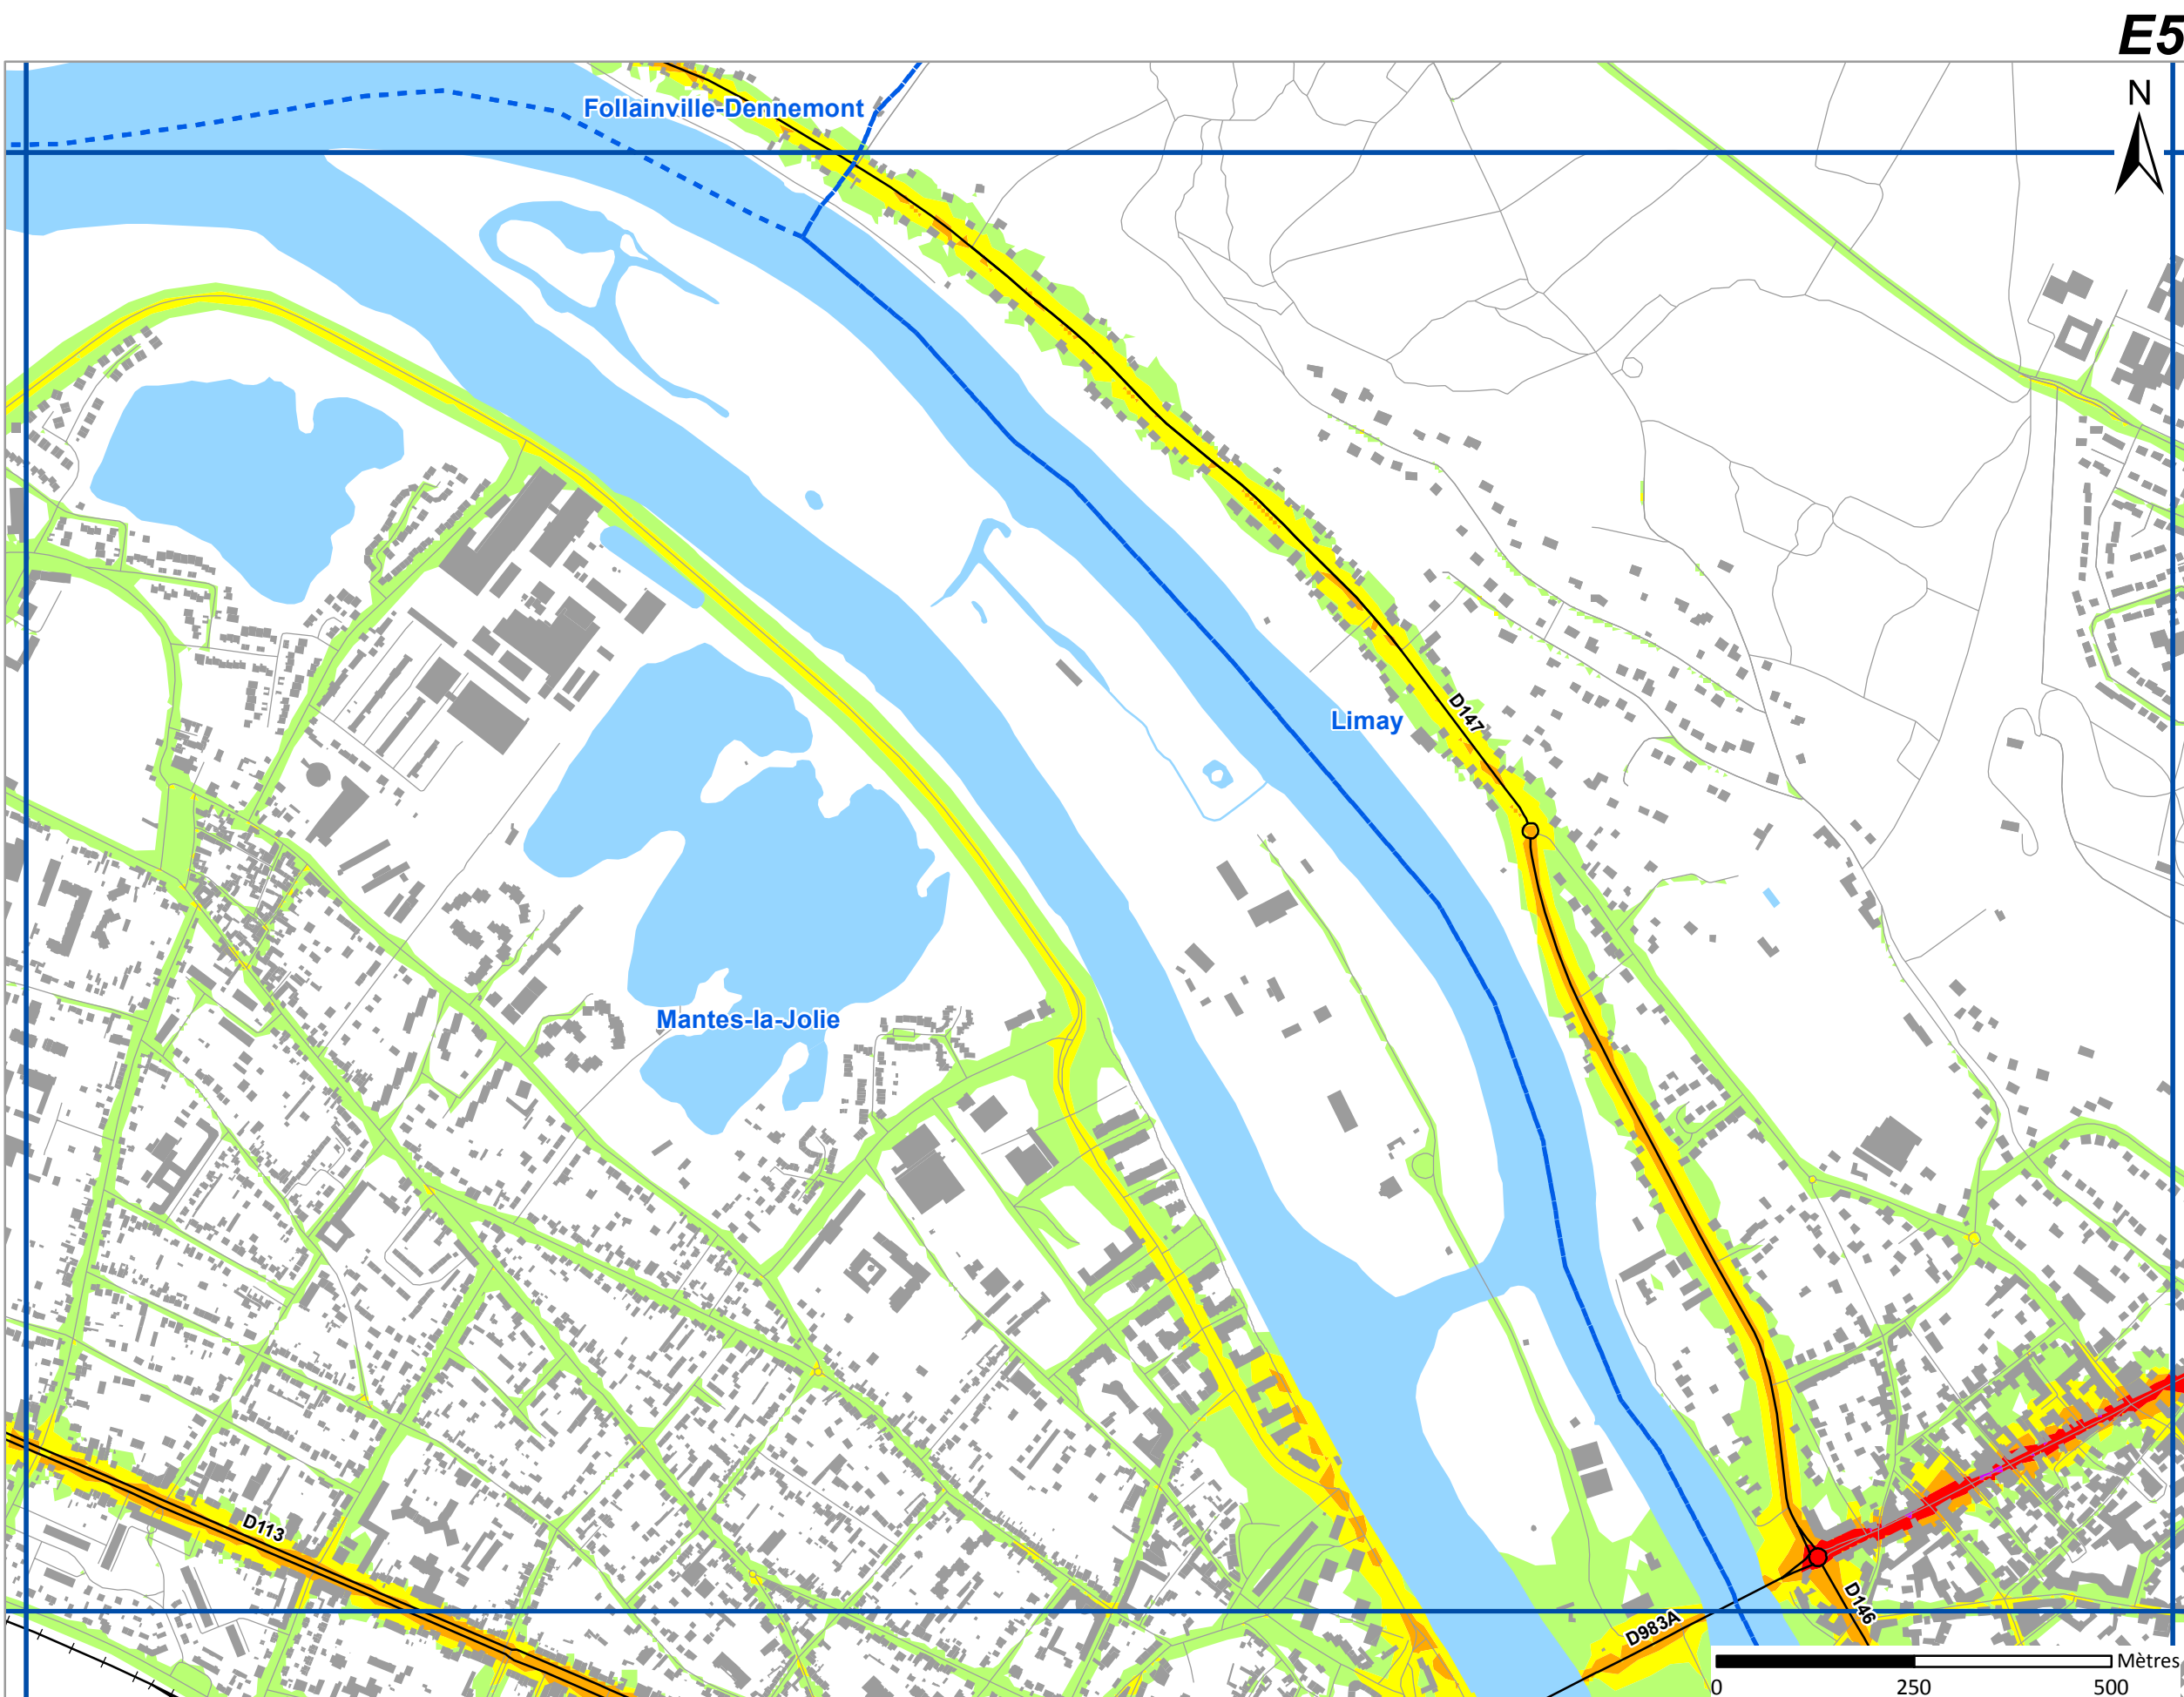 E5
N
Follainville-Dennemont
D147
Limay
Mantes-la-Jolie
D113
D146
D983A
Mètres
0 250 500